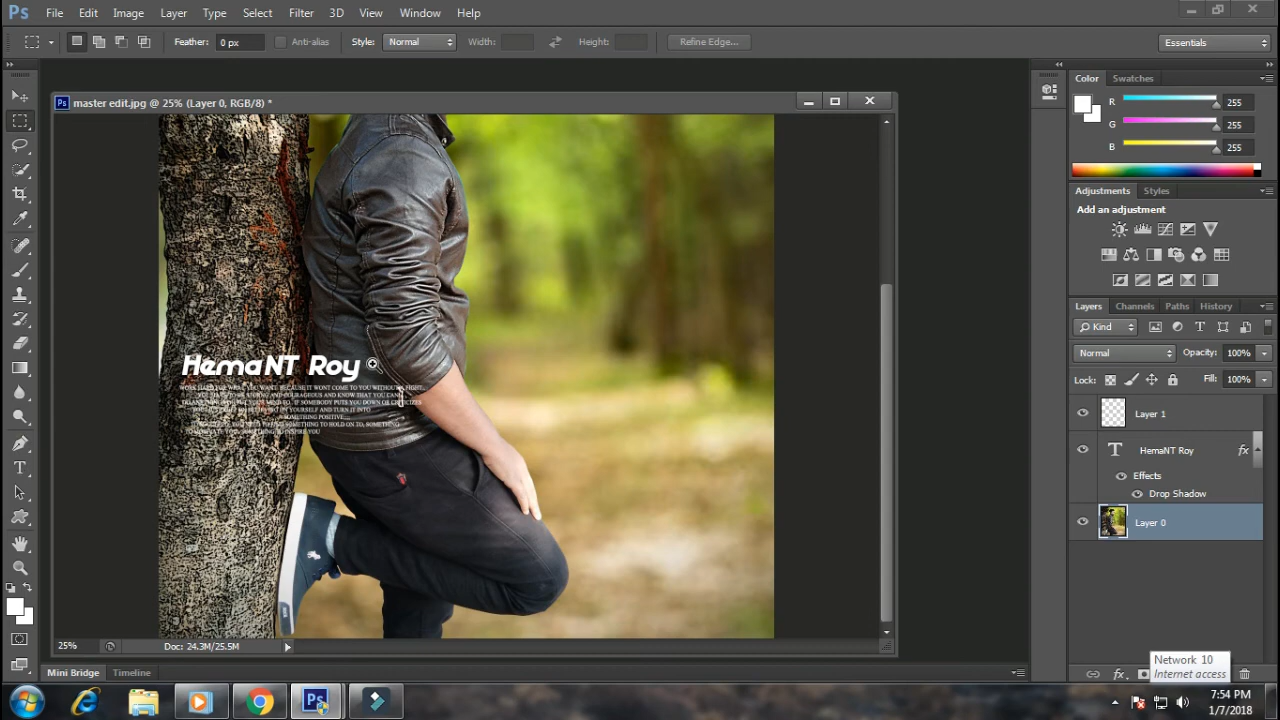 Ps File Edit Image Layer Type Select Filter 3D View Window Help
Feather: 0 px Anti-alias Style: Normal Width: Height: Refine Edge... Essentials
Ps master edit.jpg @ 25% (Layer 0, RGB/8) *
Color Swatches
R 255
G 255
B 255
Adjustments Styles
Add an adjustment
Layers Channels Paths History
Kind
Normal Opacity: 100%
Lock: Fill: 100%
Layer 1
T HemaNT Roy fx
Effects
Drop Shadow
Layer 0
HemaNT Roy
25% Doc: 24.3M/25.5M
Mini Bridge Timeline
fx
Network 10
Internet access
Ps
7:54 PM
1/7/2018